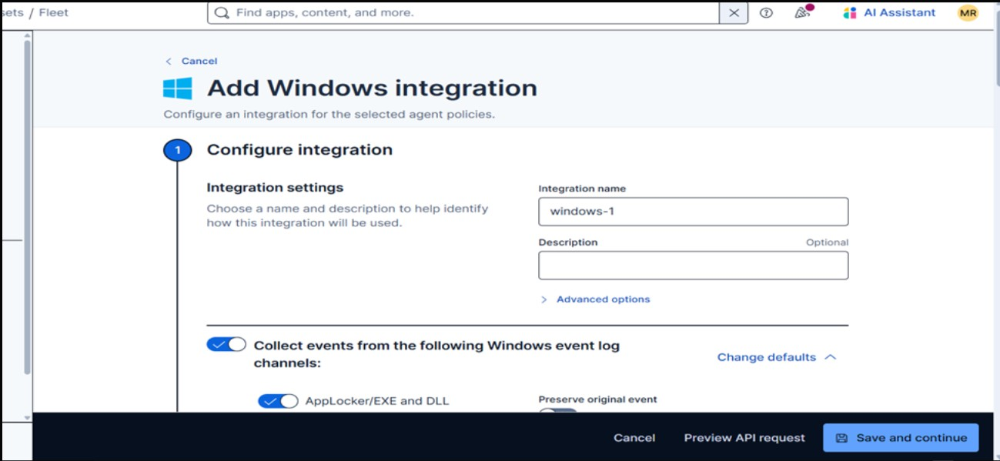 sets / Fleet
Find apps, content, and more.
AI Assistant
MR
Cancel
Add Windows integration
Configure an integration for the selected agent policies.
1
Configure integration
Integration settings
Choose a name and description to help identify
how this integration will be used.
Integration name
windows-1
Description
Optional
Advanced options
Collect events from the following Windows event log
channels:
Change defaults
AppLocker/EXE and DLL
Preserve original event
Cancel
Preview API request
Save and continue